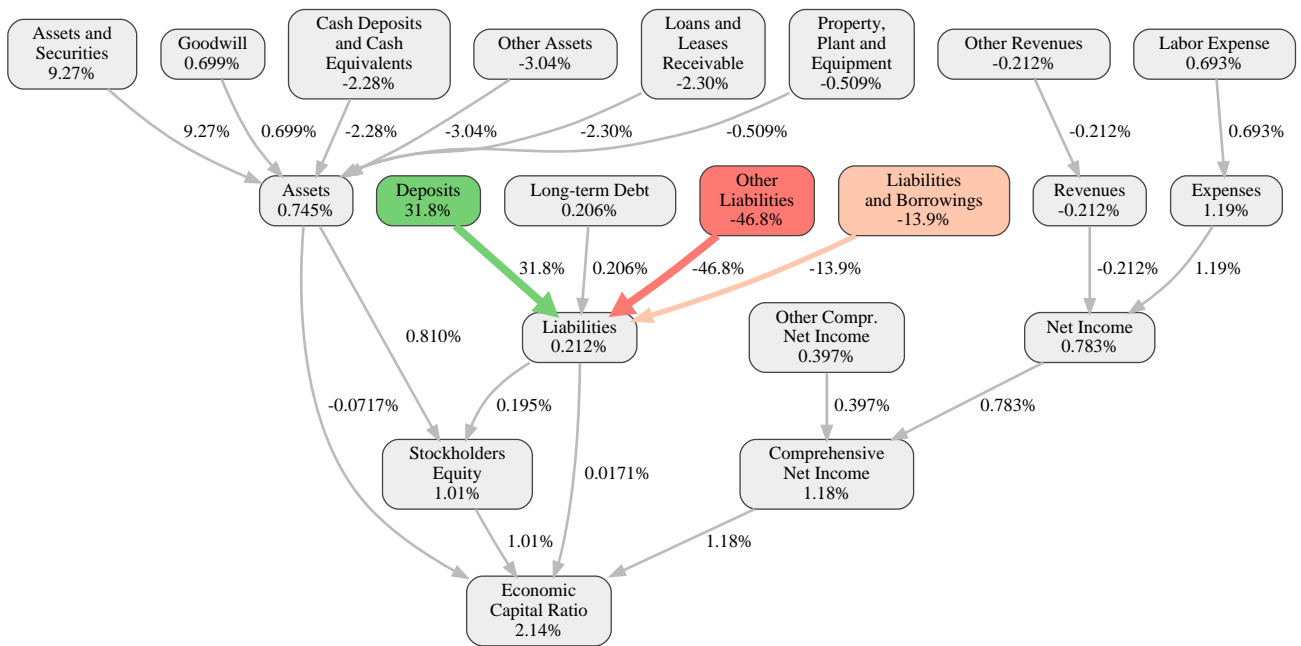 Assets and
Securities
9.27%
Goodwill
0.699%
Cash Deposits
and Cash
Equivalents
-2.28%
Other Assets
-3.04%
Loans and
Leases
Receivable
-2.30%
Property,
Plant and
Equipment
-0.509%
Other Revenues
-0.212%
Labor Expense
0.693%
9.27%
0.699%
-2.28%
-3.04%
-2.30%
-0.509%
-0.212%
0.693%
Assets
0.745%
Deposits
31.8%
Long-term Debt
0.206%
Other
Liabilities
-46.8%
Liabilities
and Borrowings
-13.9%
Revenues
-0.212%
Expenses
1.19%
31.8%
0.206%
-46.8%
-13.9%
-0.212%
1.19%
0.810%
Liabilities
0.212%
Other Compr.
Net Income
0.397%
Net Income
0.783%
-0.0717%
0.195%
0.397%
0.783%
Stockholders
Equity
1.01%
0.0171%
Comprehensive
Net Income
1.18%
1.01%
1.18%
Economic
Capital Ratio
2.14%